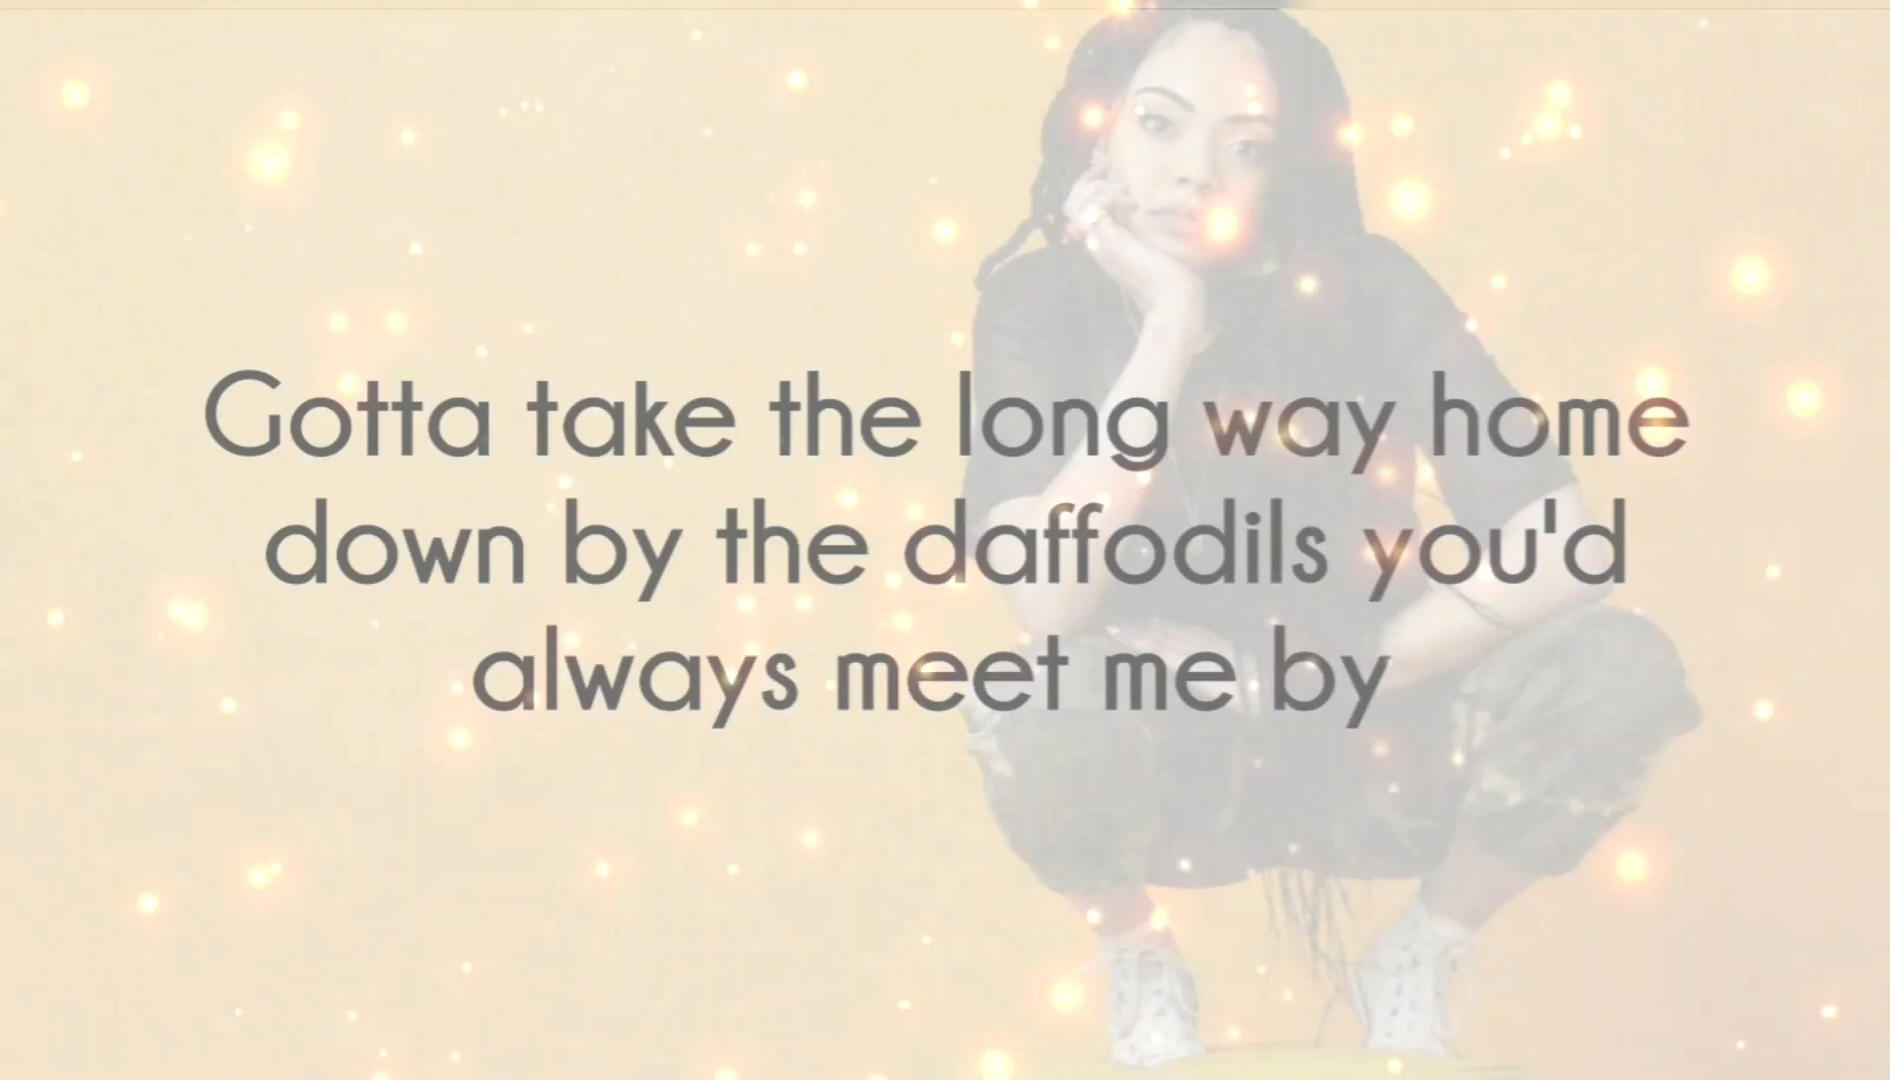 Gotta take the long way home
down by the daffodils you'd
always meet me by